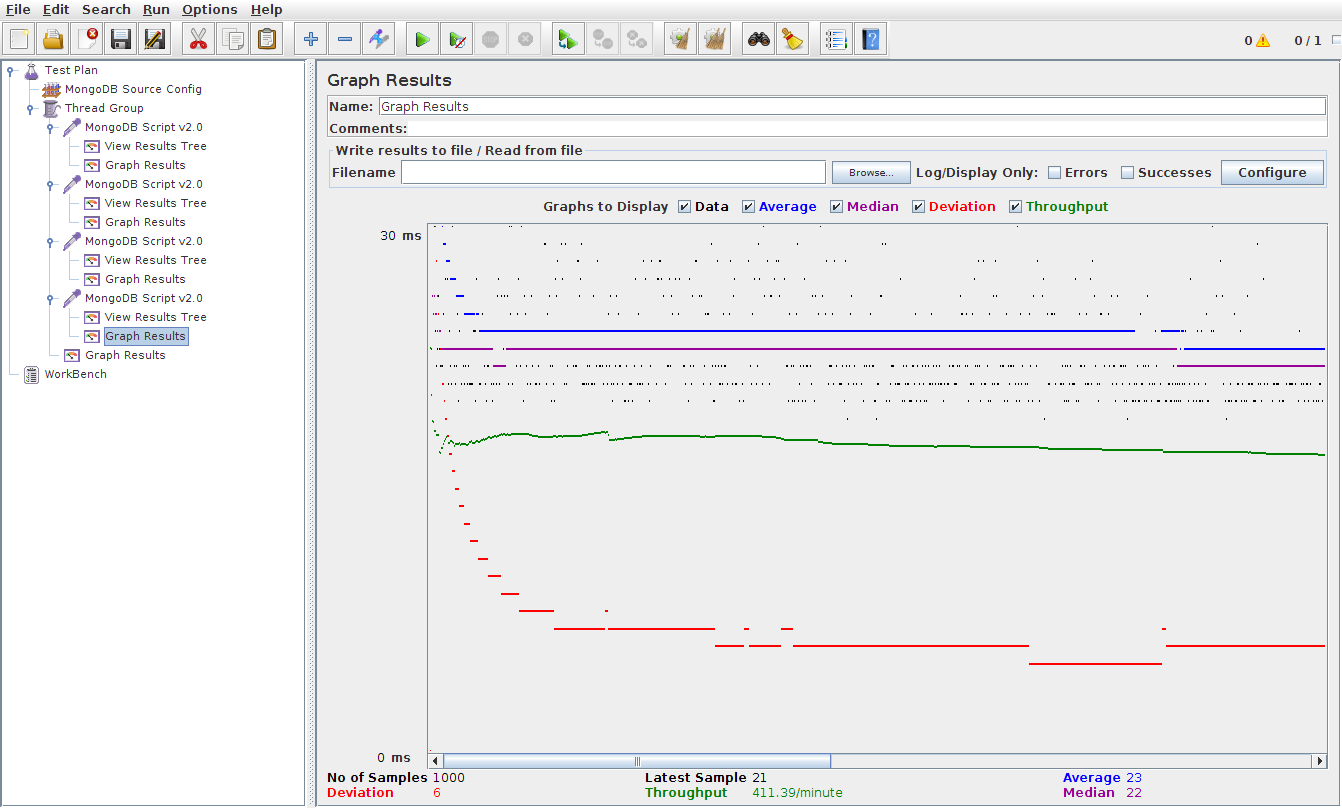 File Edit Search Run Options Help
0 0 / 1
Test Plan
MongoDB Source Config
Thread Group
MongoDB Script v2.0
View Results Tree
Graph Results
MongoDB Script v2.0
View Results Tree
Graph Results
MongoDB Script v2.0
View Results Tree
Graph Results
MongoDB Script v2.0
View Results Tree
Graph Results
Graph Results
WorkBench
Graph Results
Name: Graph Results
Comments:
Write results to file / Read from file
Filename Browse... Log/Display Only: Errors Successes Configure
Graphs to Display Data Average Median Deviation Throughput
30 ms
0 ms
No of Samples 1000 Latest Sample 21 Average 23
Deviation 6 Throughput 411.39/minute Median 22